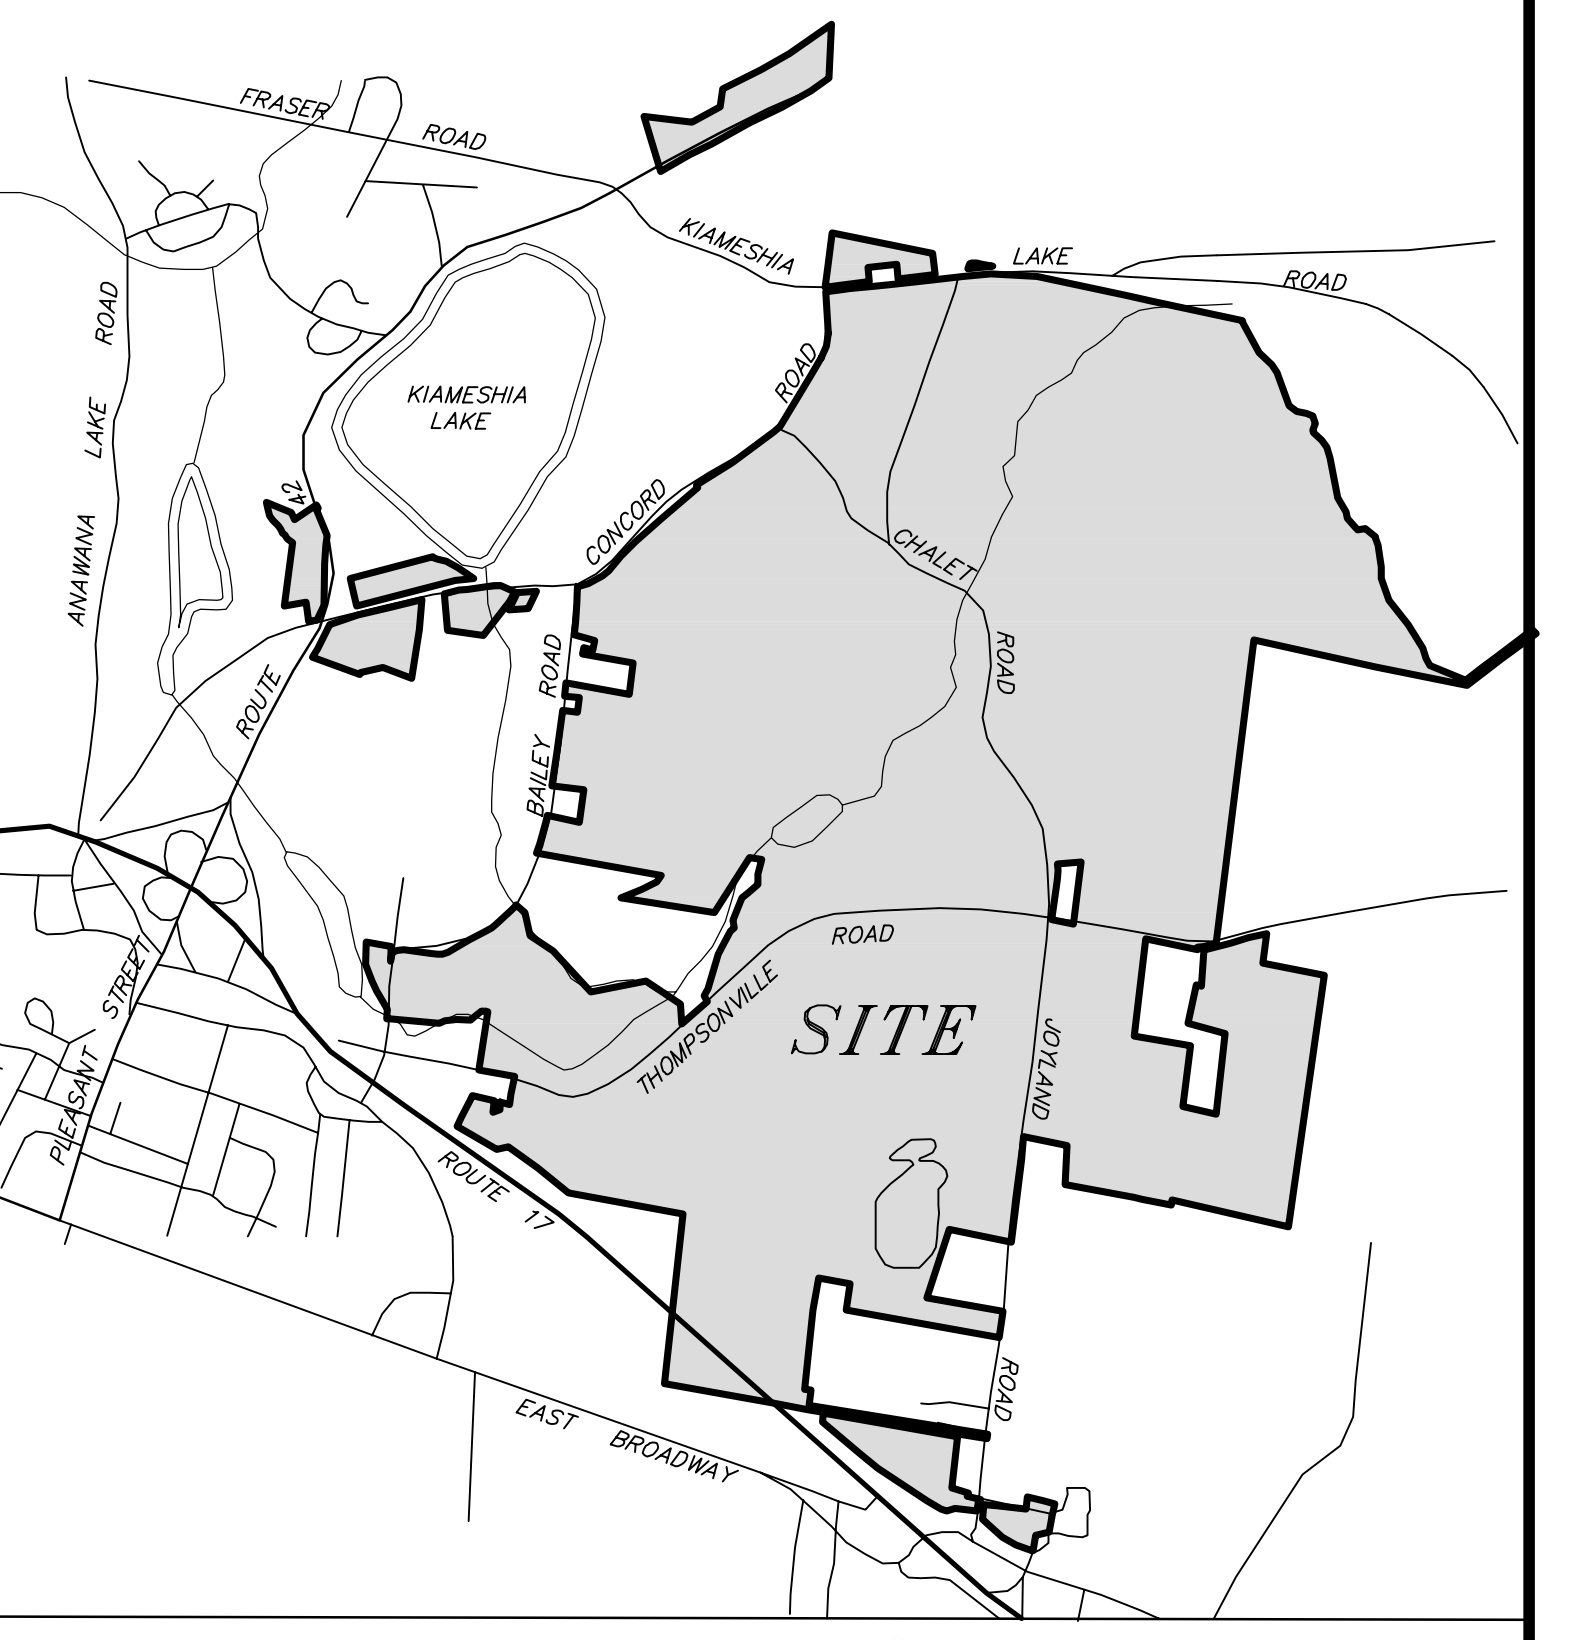 FRASER
ROAD
KIAMESHIA
LAKE
ROAD
ROAD
ROAD
KIAMESHIA
LAKE
LAKE
42
CONCORD
ANAWANA
CHALET
ROAD
ROAD
ROUTE
BAILEY
ROAD
STREET
THOMPSONVILLE
SITE
JOYLAND
PLEASANT
ROUTE
17
ROAD
EAST
BROADWAY